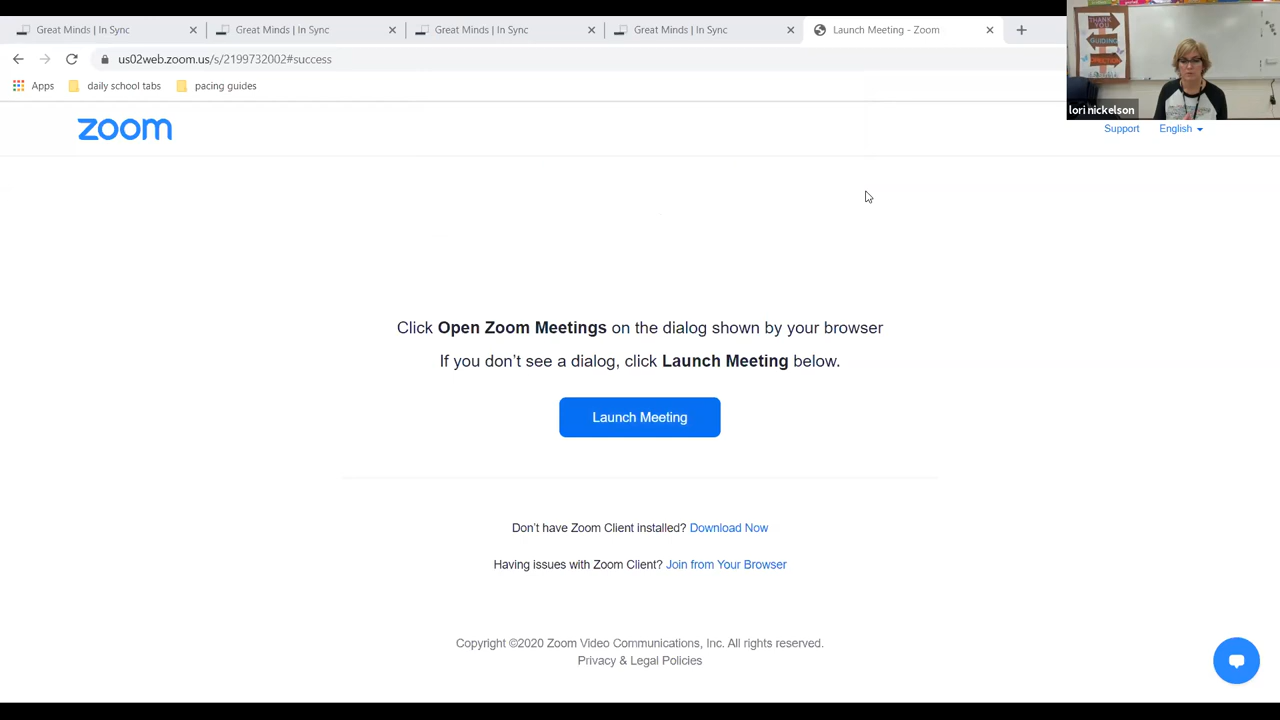 Great Minds | In Sync
Great Minds | In Sync
Great Minds | In Sync
Great Minds | In Sync
Launch Meeting - Zoom
us02web.zoom.us/s/2199732002#success
Apps
daily school tabs
pacing guides
THANK YOU
GUIDING
lori nickelson
zoom
Support
English
Click Open Zoom Meetings on the dialog shown by your browser
If you don't see a dialog, click Launch Meeting below.
Launch Meeting
Don't have Zoom Client installed? Download Now
Having issues with Zoom Client? Join from Your Browser
Copyright ©2020 Zoom Video Communications, Inc. All rights reserved.
Privacy & Legal Policies